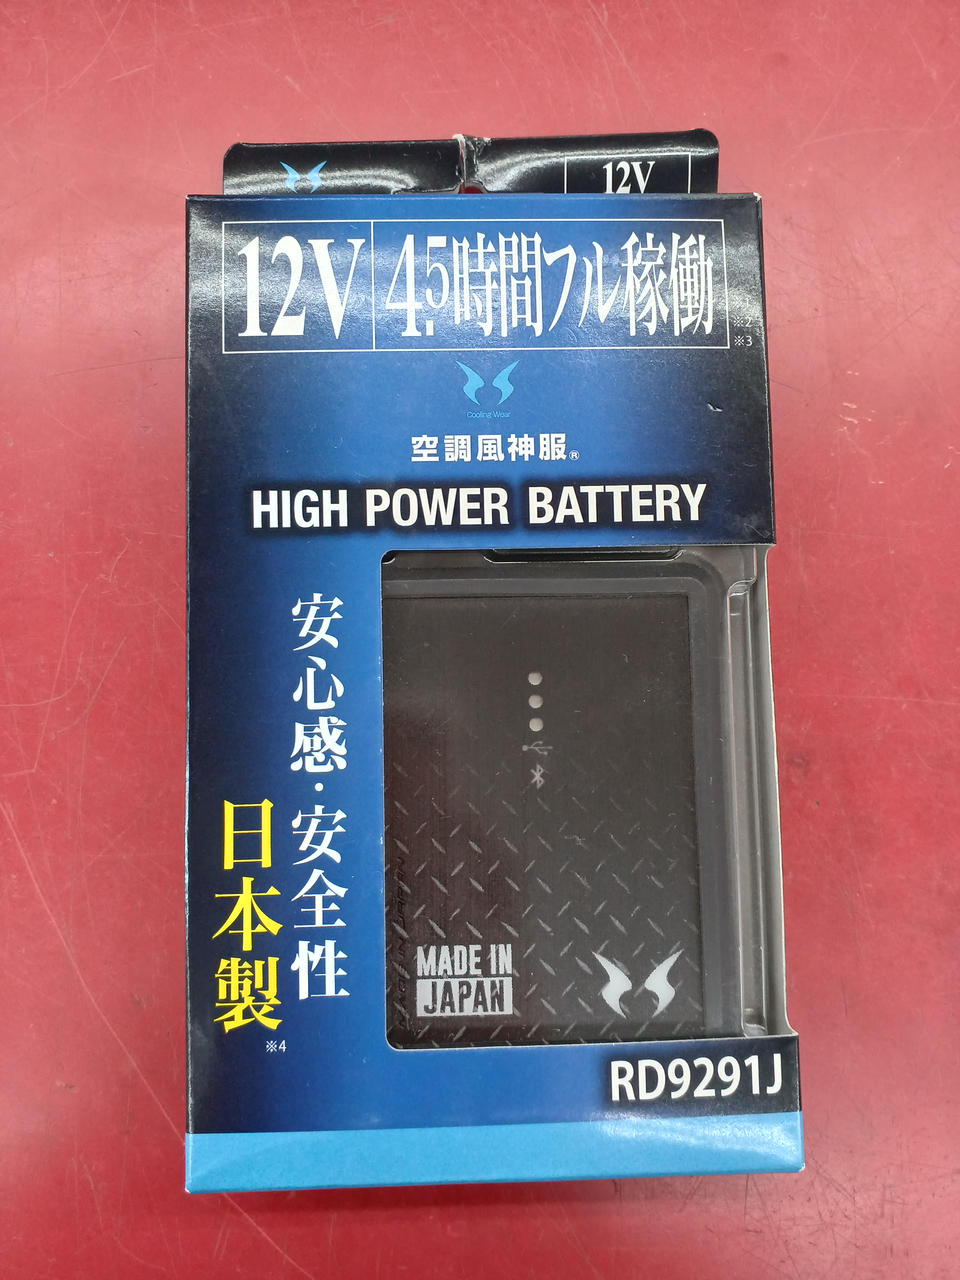 12V
12V
4.5時間フル稼働
※2
※3
Cooling Wear
空調風神服®
HIGH POWER BATTERY
安心感・安全性
日本製
※4
MADE IN
JAPAN
RD9291J